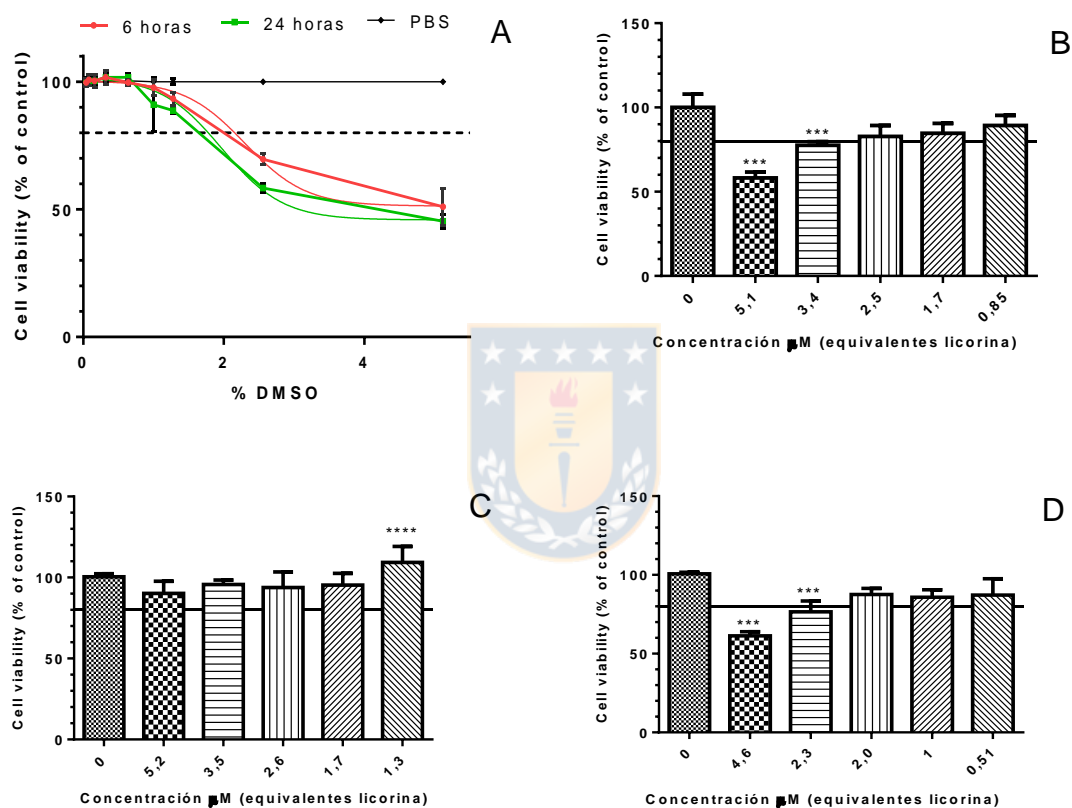 6 horas 24 horas PBS
A
Cell viability (% of control)
100
50
0
0 2 4
% DMSO
B
Cell viability (% of control)
150
100
50
0
***
***
0 5,1 3,4 2,5 1,7 0,85
Concentración μM (equivalentes licorina)
C
Cell viability (% of control)
150
100
50
0
****
0 5,2 3,5 2,6 1,7 1,3
Concentración μM (equivalentes licorina)
D
Cell viability (% of control)
150
100
50
0
***
***
0 4,6 2,3 2,0 1 0,51
Concentración μM (equivalentes licorina)